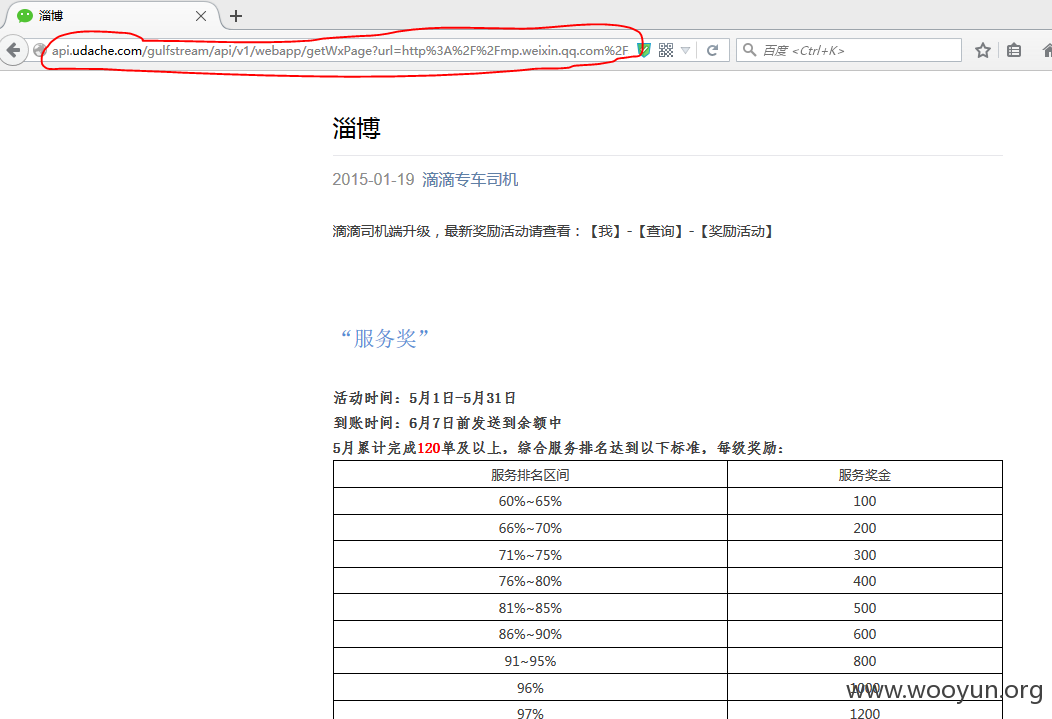 淄博
api.udache.com/gulfstream/api/v1/webapp/getWxPage?url=http%3A%2F%2Fmp.weixin.qq.com%2F
百度 <Ctrl+K>
淄博
2015-01-19 滴滴专车司机
滴滴司机端升级，最新奖励活动请查看：【我】-【查询】-【奖励活动】
“服务奖”
活动时间：5月1日-5月31日
到账时间：6月7日前发送到余额中
5月累计完成120单及以上，综合服务排名达到以下标准，每级奖励：
服务排名区间 服务奖金
60%~65% 100
66%~70% 200
71%~75% 300
76%~80% 400
81%~85% 500
86%~90% 600
91~95% 800
96% 1000
www.wooyun.org
97% 1200